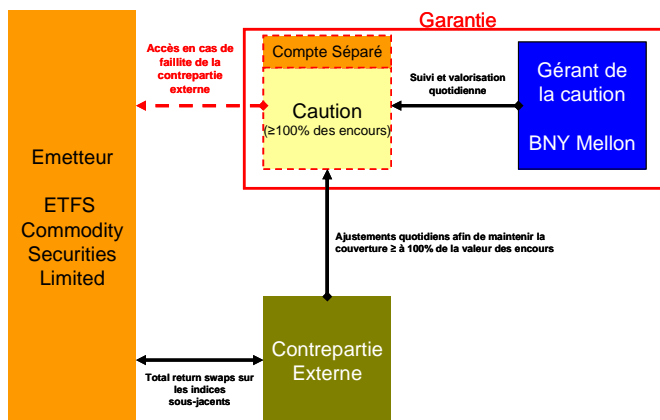 Garantie
Accès en cas de
faillite de la
contrepartie
externe
Compte Séparé
Caution
(≥100% des encours)
Suivi et valorisation
quotidienne
Gérant de
la caution
BNY Mellon
Emetteur
ETFS
Commodity
Securities
Limited
Ajustements quotidiens afin de maintenir la
couverture ≥ à 100% de la valeur des encours
Contrepartie
Externe
Total return swaps sur
les indices
sous-jacents